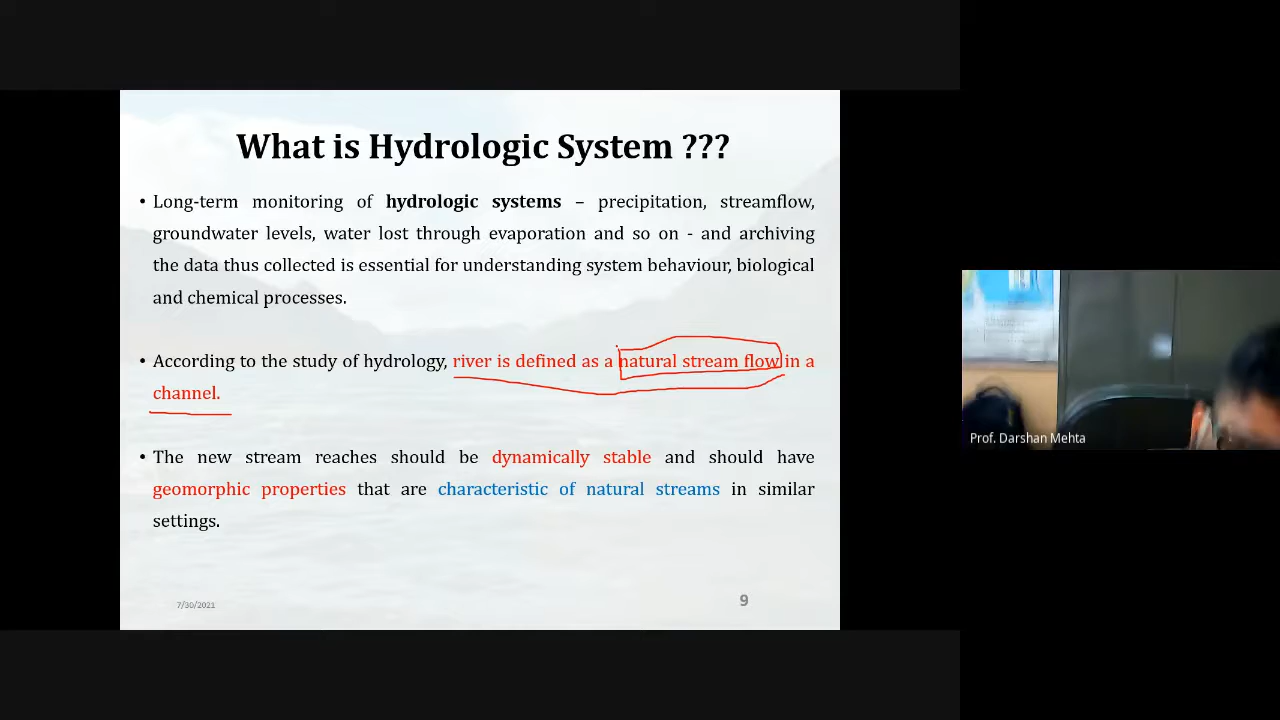 What is Hydrologic System ???
• Long-term monitoring of hydrologic systems – precipitation, streamflow,
groundwater levels, water lost through evaporation and so on - and archiving
the data thus collected is essential for understanding system behaviour, biological
and chemical processes.
• According to the study of hydrology, river is defined as a natural stream flow in a
channel.
• The new stream reaches should be dynamically stable and should have
geomorphic properties that are characteristic of natural streams in similar
settings.
7/30/2021
9
Prof. Darshan Mehta